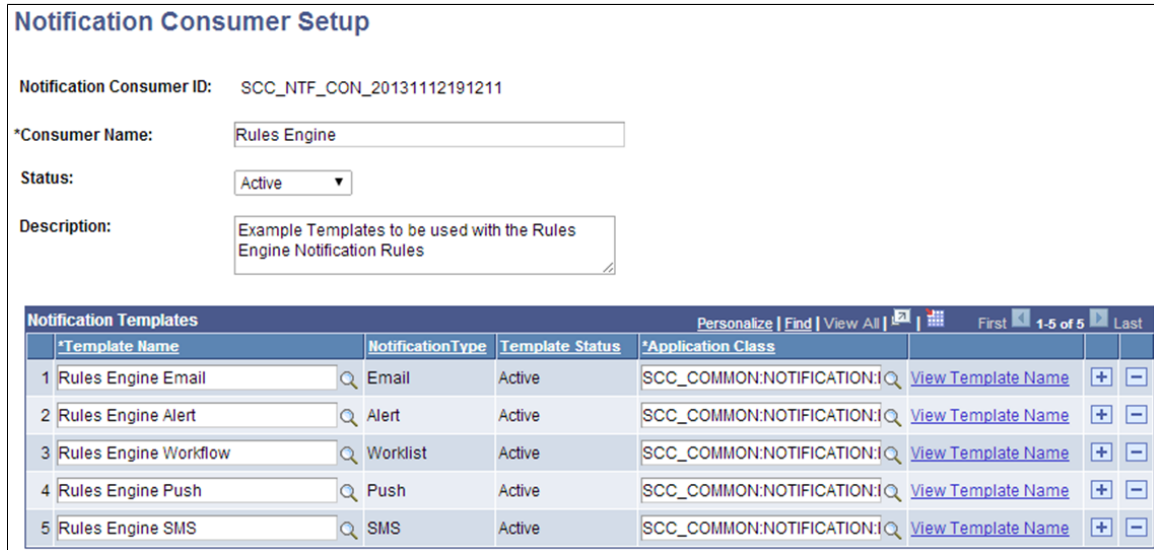 Notification Consumer Setup
Notification Consumer ID: SCC_NTF_CON_20131112191211
*Consumer Name: Rules Engine
Status: Active
Description: Example Templates to be used with the Rules
Engine Notification Rules
Notification Templates Personalize | Find | View All | | First 1-5 of 5 Last
*Template Name NotificationType Template Status *Application Class
1 Rules Engine Email Email Active SCC_COMMON:NOTIFICATION: View Template Name
2 Rules Engine Alert Alert Active SCC_COMMON:NOTIFICATION: View Template Name
3 Rules Engine Workflow Worklist Active SCC_COMMON:NOTIFICATION: View Template Name
4 Rules Engine Push Push Active SCC_COMMON:NOTIFICATION: View Template Name
5 Rules Engine SMS SMS Active SCC_COMMON:NOTIFICATION: View Template Name